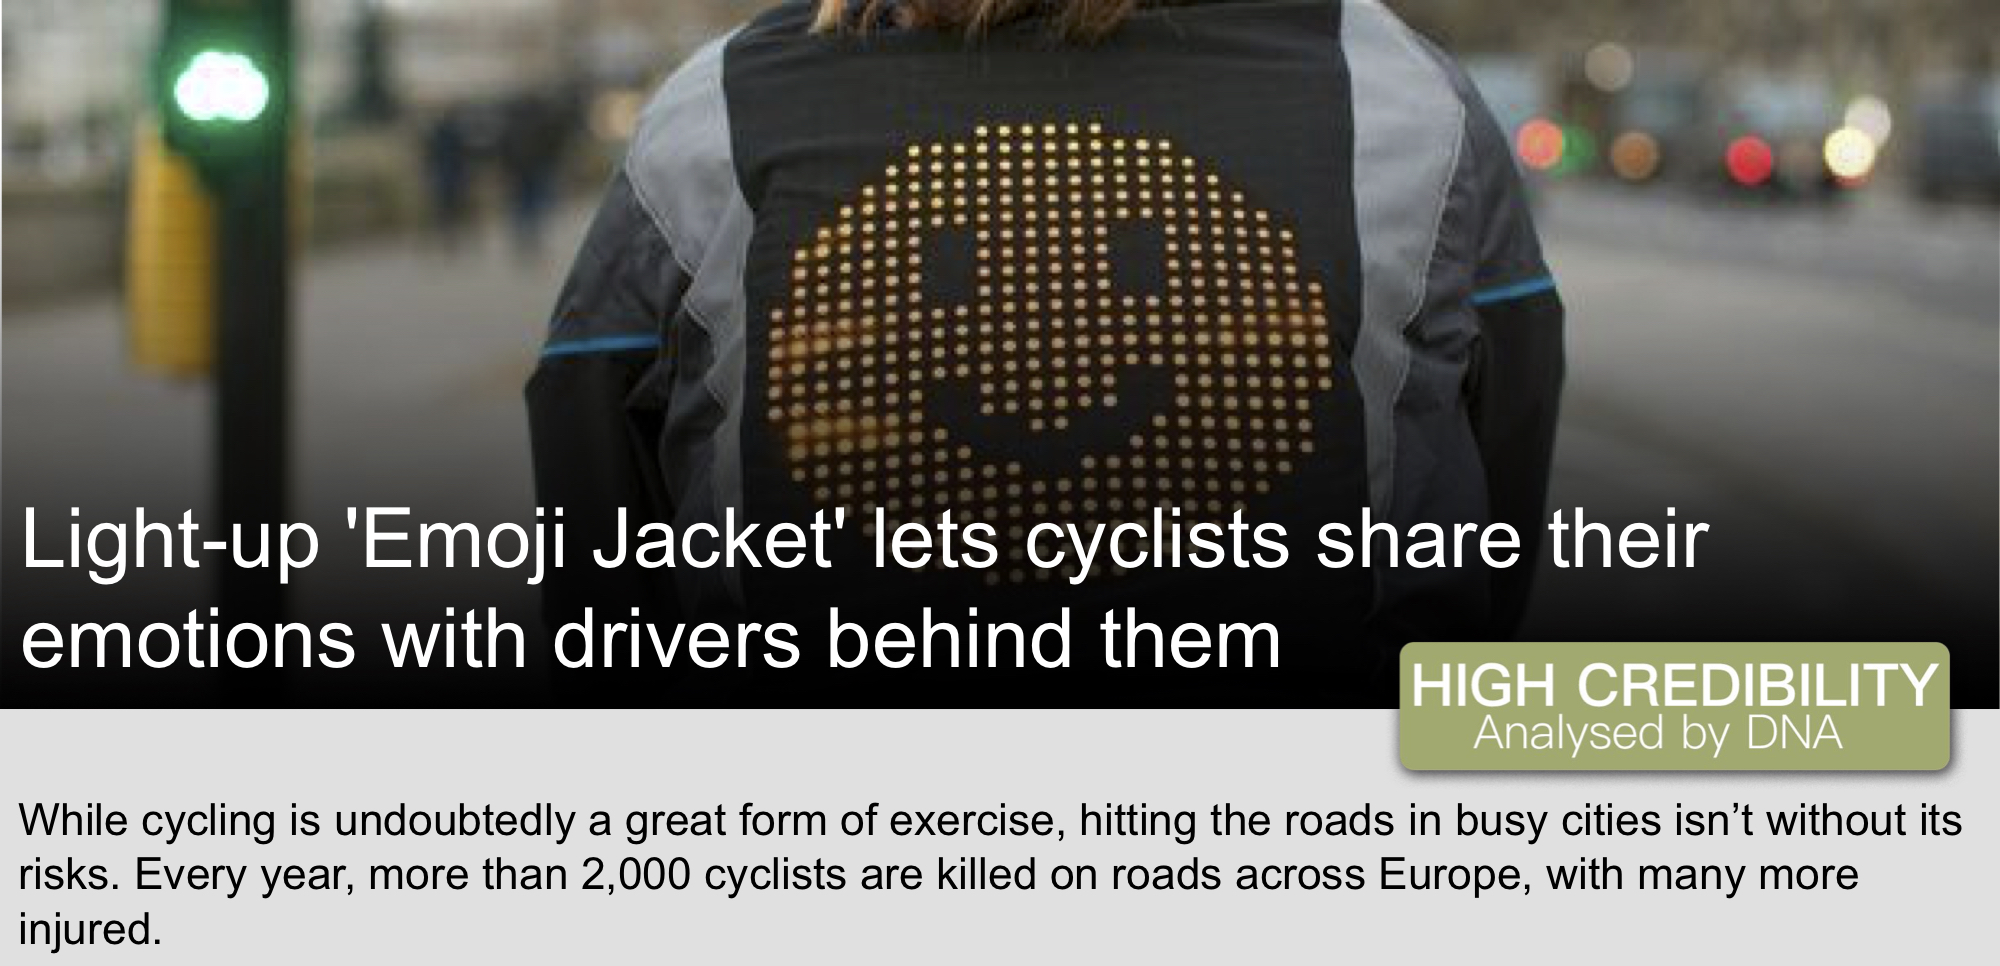 Light-up 'Emoji Jacket' lets cyclists share their
emotions with drivers behind them
HIGH CREDIBILITY
Analysed by DNA
While cycling is undoubtedly a great form of exercise, hitting the roads in busy cities isn’t without its
risks. Every year, more than 2,000 cyclists are killed on roads across Europe, with many more
injured.